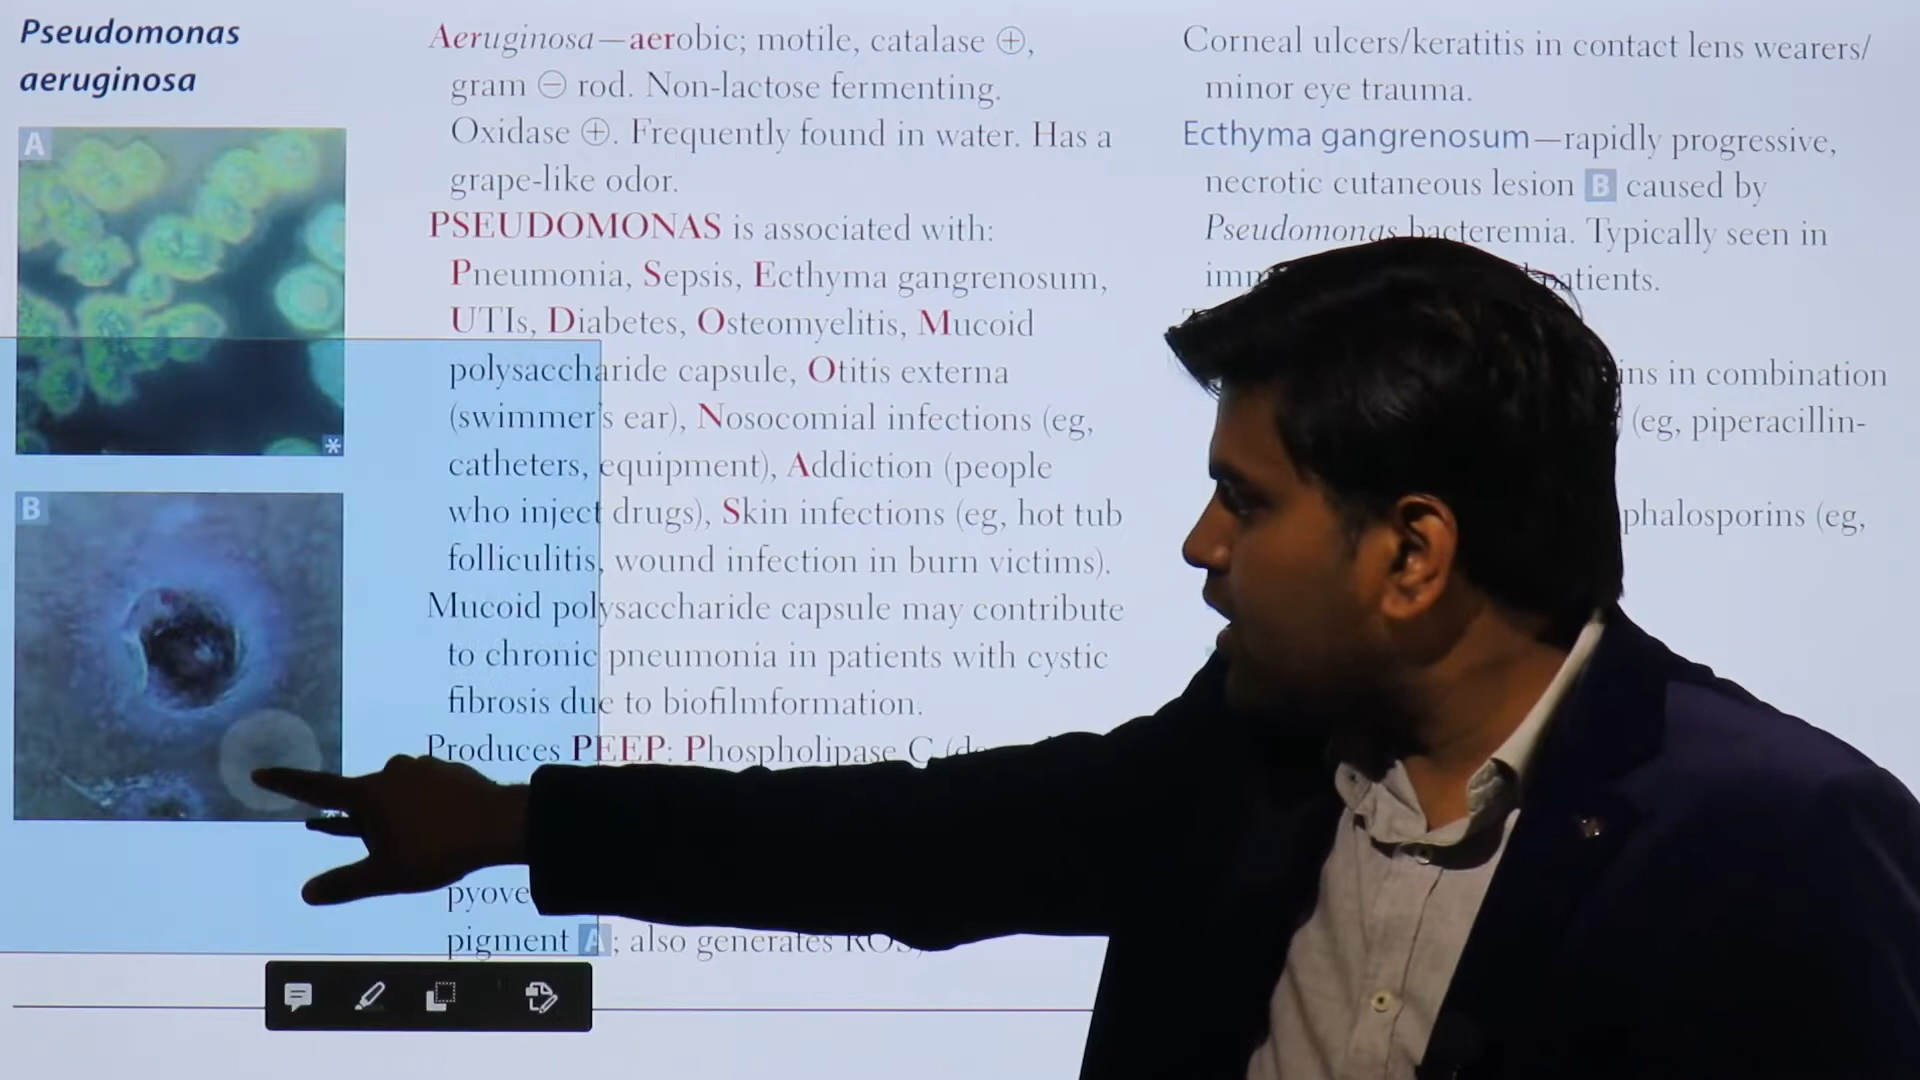 Pseudomonas
aeruginosa
A
B
Aeruginosa—aerobic; motile, catalase ⊕,
gram ⊖ rod. Non-lactose fermenting.
Oxidase ⊕. Frequently found in water. Has a
grape-like odor.
PSEUDOMONAS is associated with:
Pneumonia, Sepsis, Ecthyma gangrenosum,
UTIs, Diabetes, Osteomyelitis, Mucoid
polysaccharide capsule, Otitis externa
(swimmer's ear), Nosocomial infections (eg,
catheters, equipment), Addiction (people
who inject drugs), Skin infections (eg, hot tub
folliculitis, wound infection in burn victims).
Mucoid polysaccharide capsule may contribute
to chronic pneumonia in patients with cystic
fibrosis due to biofilmformation.
Produces PEEP: Phospholipase C
pigment A; also generates ROS
Corneal ulcers/keratitis in contact lens wearers/
minor eye trauma.
Ecthyma gangrenosum—rapidly progressive,
necrotic cutaneous lesion B caused by
Pseudomonas bacteremia. Typically seen in
patients.
in combination
(eg, piperacillin-
(eg,